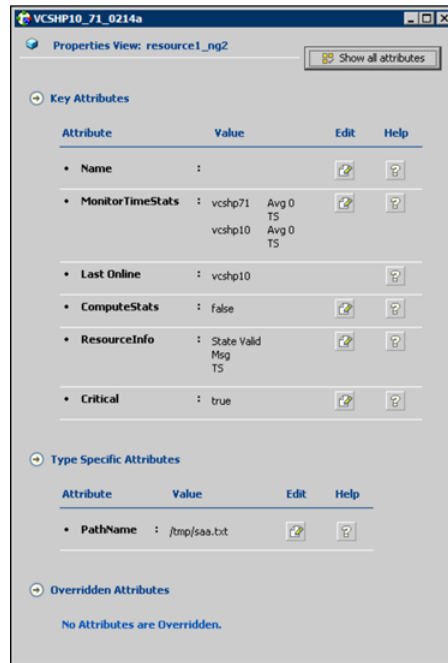 VCSHP10_71_0214a
Properties View: resource1_ng2
Show all attributes
Key Attributes
Attribute Value Edit Help
• Name :
• MonitorTimeStats : vcshp71 Avg 0
TS
vcshp10 Avg 0
TS
• Last Online : vcshp10
• ComputeStats : false
• ResourceInfo : State Valid
Msg
TS
• Critical : true
Type Specific Attributes
Attribute Value Edit Help
• PathName : /tmp/saa.txt
Overridden Attributes
No Attributes are Overridden.